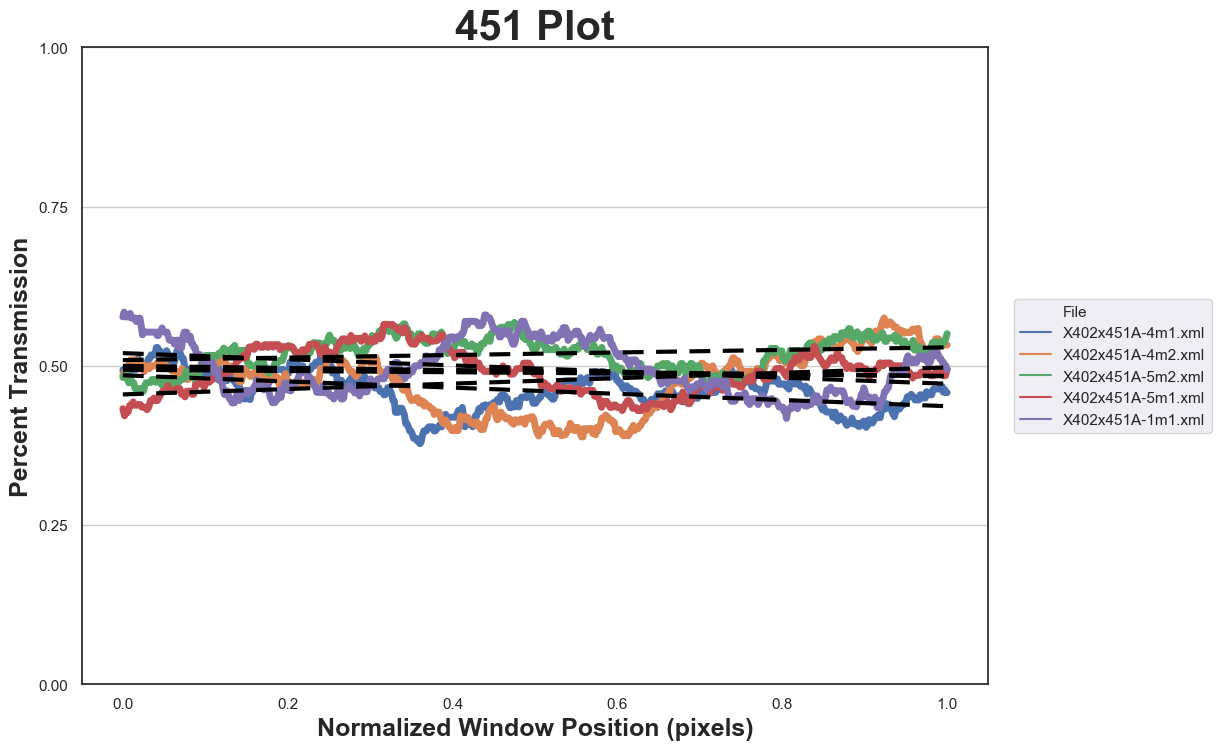 451 Plot
Percent Transmission
1.00
0.75
0.50
0.25
0.00
0.0 0.2 0.4 0.6 0.8 1.0
Normalized Window Position (pixels)
File
X402x451A-4m1.xml
X402x451A-4m2.xml
X402x451A-5m2.xml
X402x451A-5m1.xml
X402x451A-1m1.xml